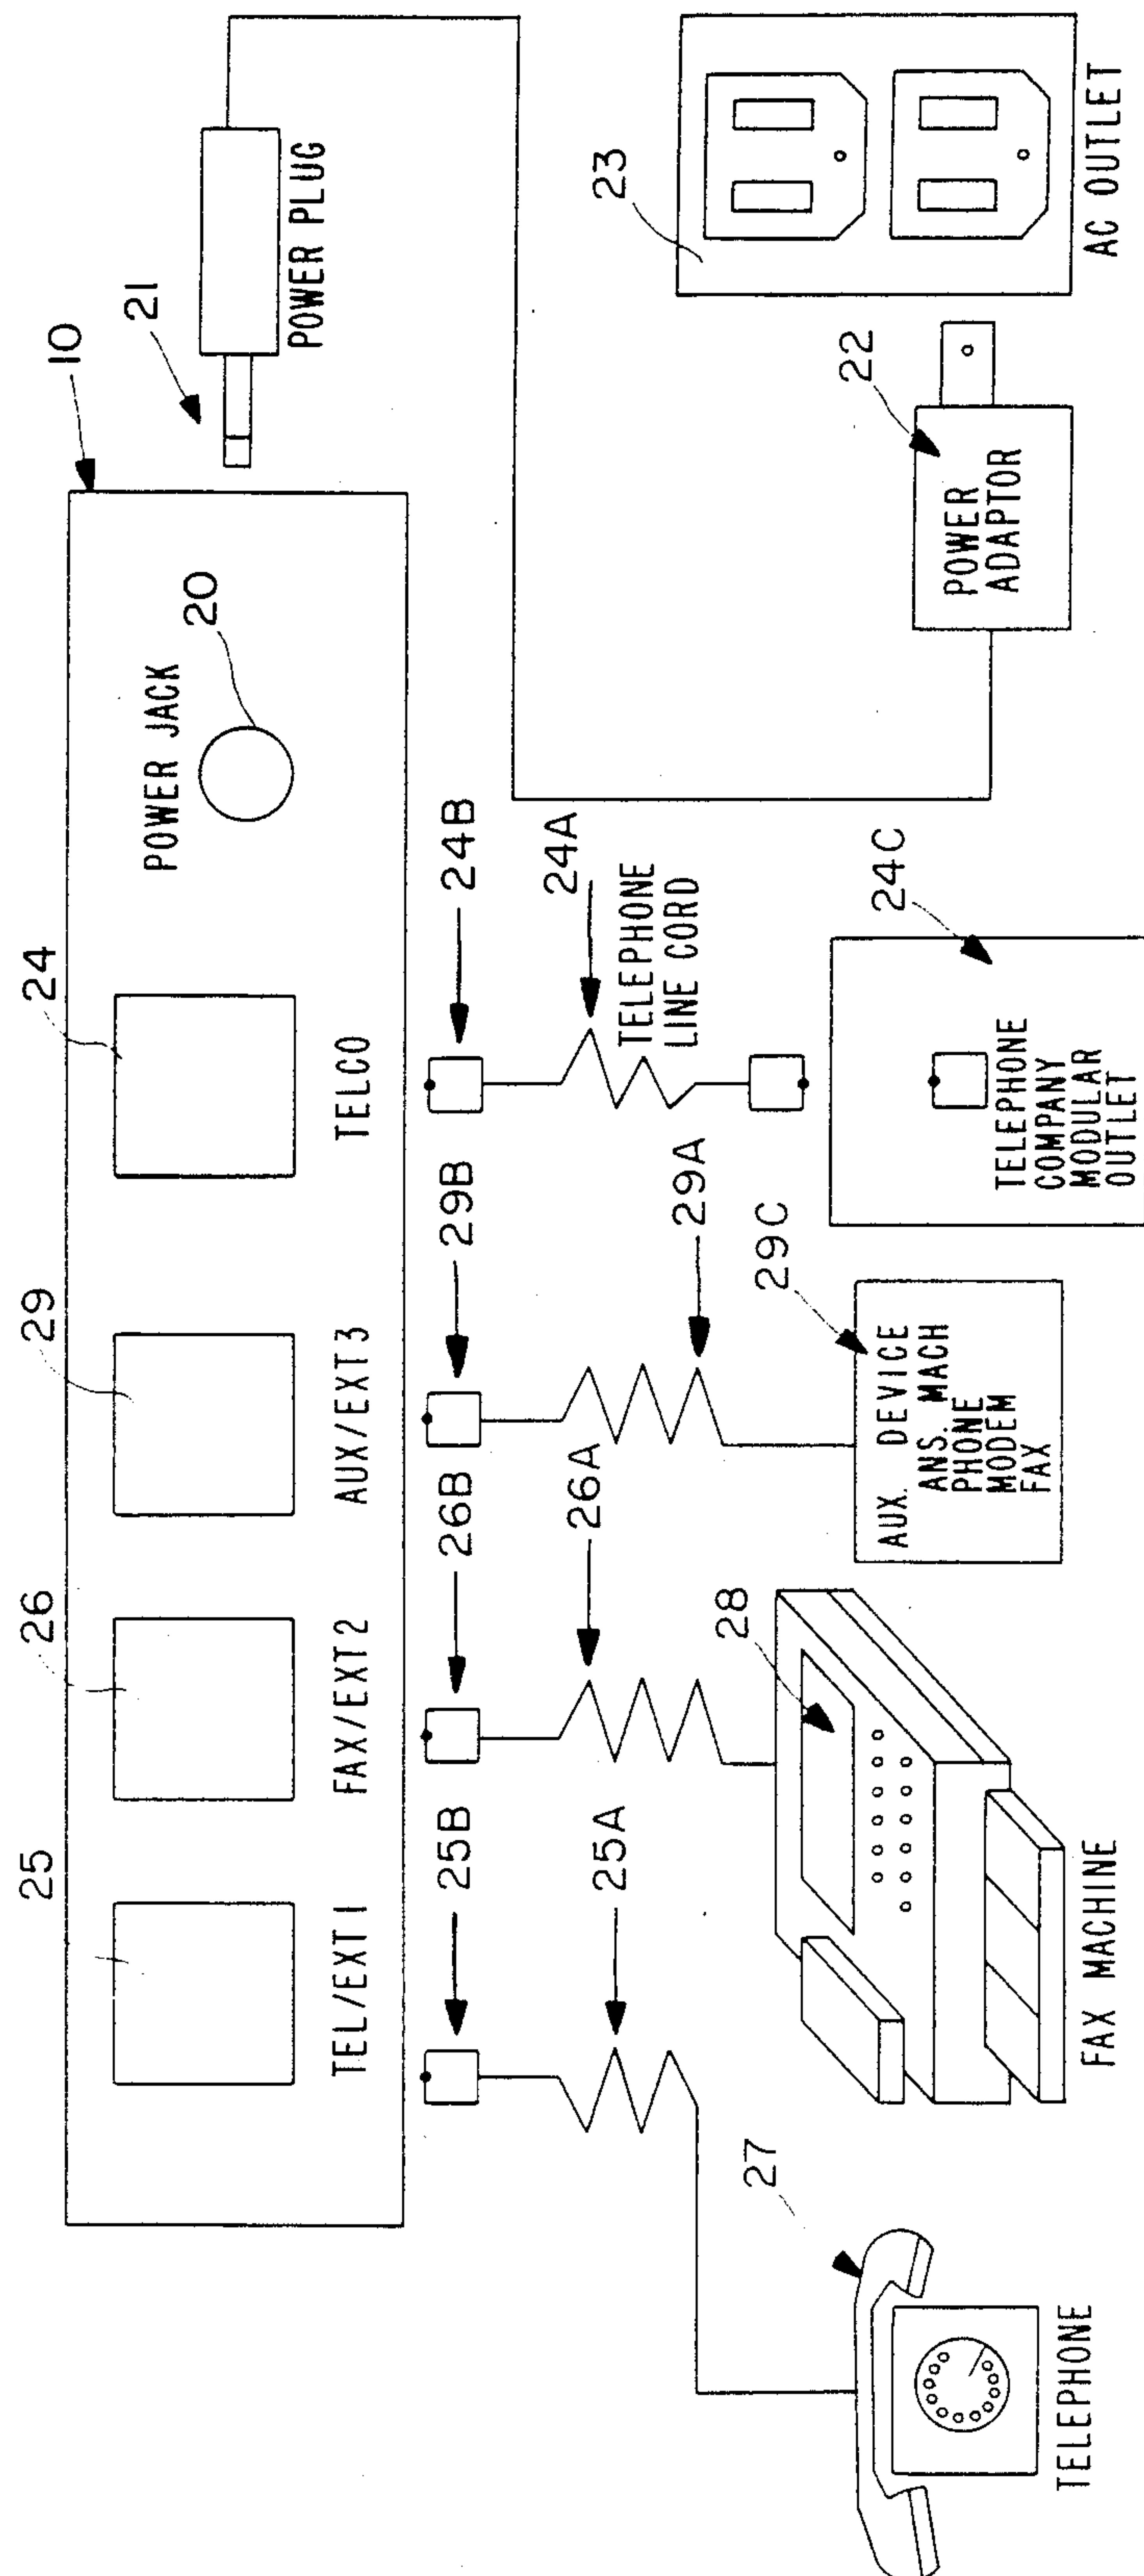 24
10
21
25
26
29
POWER JACK
20
POWER PLUG
TEL/EXT1
FAX/EXT2
AUX/EXT3
TELCO
25B
26B
29B
24B
25A
26A
29A
24A
TELEPHONE
LINE CORD
23
27
28
29C
24C
22
AUX. DEVICE
ANS. MACH
PHONE
MODEM
FAX
TELEPHONE
COMPANY
MODULAR
OUTLET
POWER
ADAPTOR
AC OUTLET
TELEPHONE
FAX MACHINE